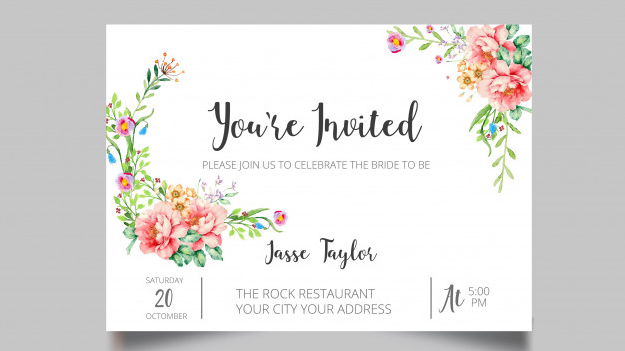 You're Invited
PLEASE JOIN US TO CELEBRATE THE BRIDE TO BE
Jasse Taylor
SATURDAY
20
OCTOMBER
THE ROCK RESTAURANT
YOUR CITY YOUR ADDRESS
At 5:00
PM